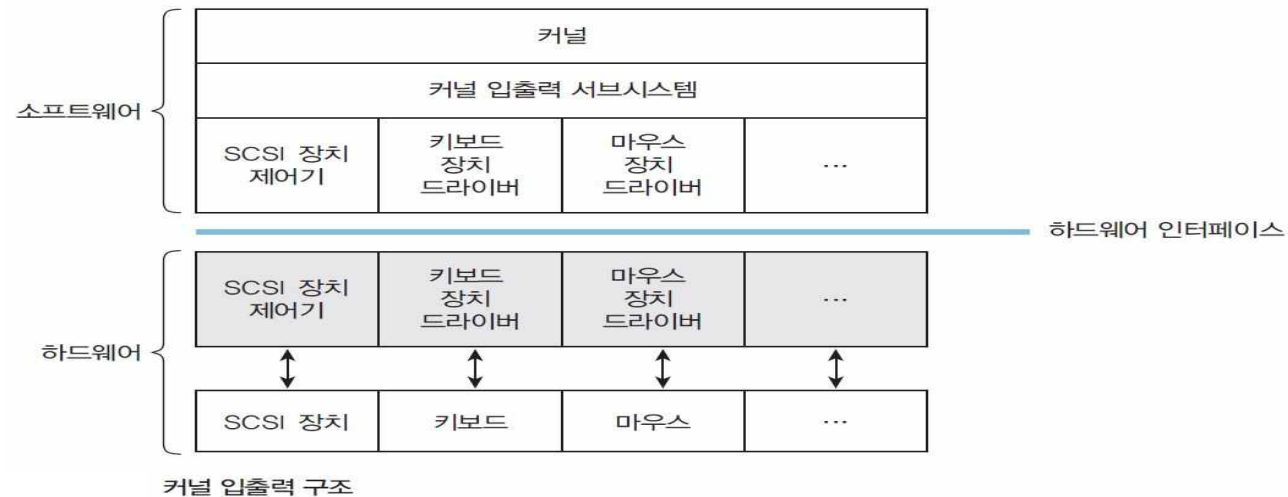 커널
커널 입출력 서브시스템
소프트웨어
SCSI 장치
제어기
키보드
장치
드라이버
마우스
장치
드라이버
...
하드웨어 인터페이스
SCSI 장치
제어기
키보드
장치
드라이버
마우스
장치
드라이버
...
하드웨어
SCSI 장치
키보드
마우스
...
커널 입출력 구조